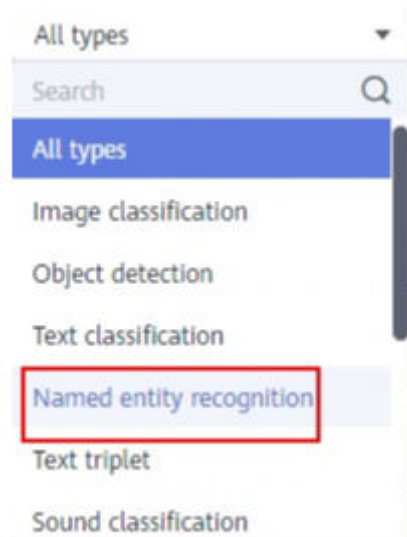 All types
Search
All types
Image classification
Object detection
Text classification
Named entity recognition
Text triplet
Sound classification